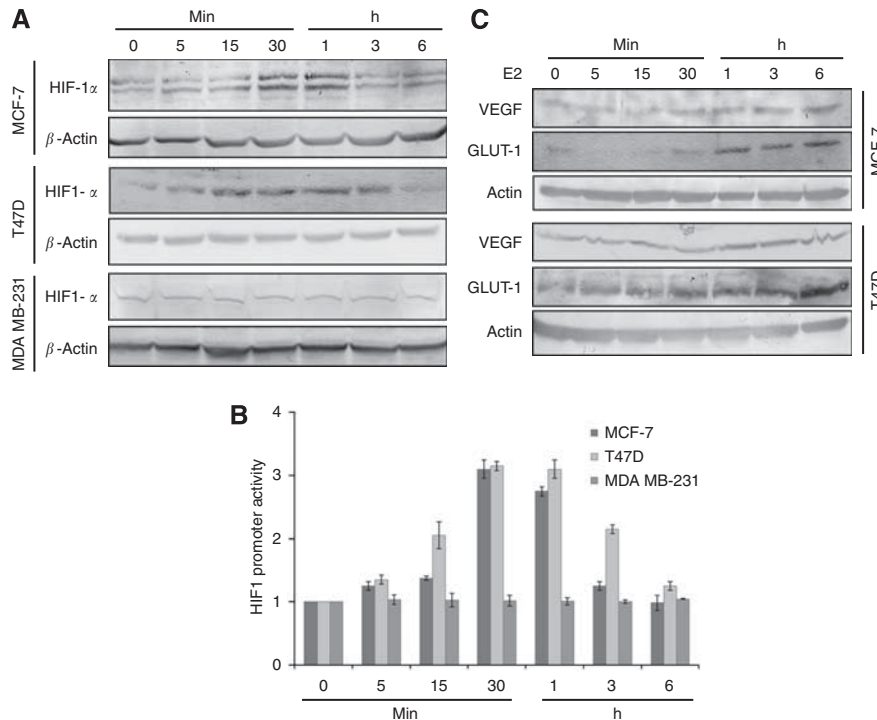 A
Min h
0 5 15 30 1 3 6
MCF-7
HIF-1α
β-Actin
T47D
HIF1- α
β-Actin
MDA MB-231
HIF1- α
β-Actin
C
Min h
E2 0 5 15 30 1 3 6
VEGF
GLUT-1
Actin
MCF-7
VEGF
GLUT-1
Actin
T47D
B
HIF1 promoter activity
4
3
2
1
0
MCF-7
T47D
MDA MB-231
0 5 15 30 1 3 6
Min h